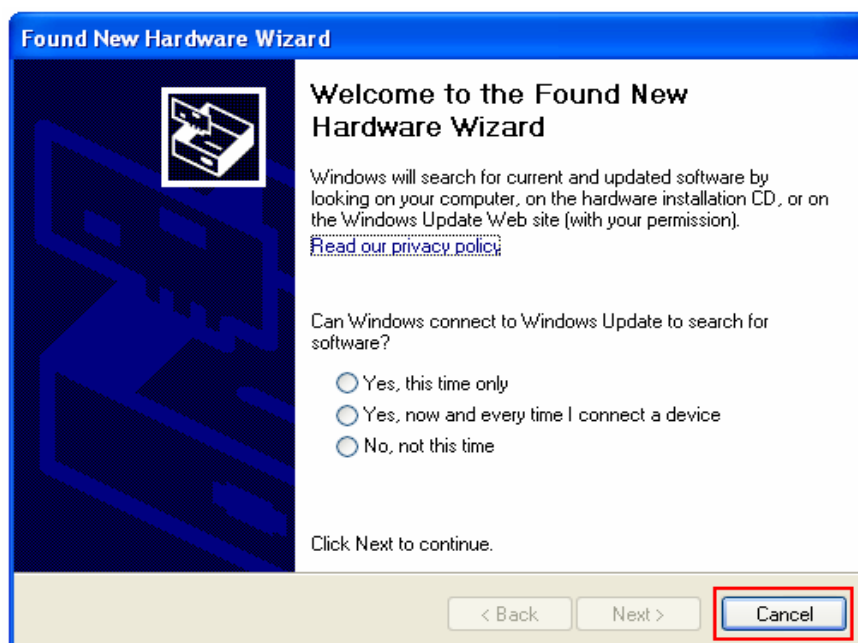 Found New Hardware Wizard
Welcome to the Found New
Hardware Wizard
Windows will search for current and updated software by
looking on your computer, on the hardware installation CD, or on
the Windows Update Web site (with your permission).
Read our privacy policy
Can Windows connect to Windows Update to search for
software?
Yes, this time only
Yes, now and every time I connect a device
No, not this time
Click Next to continue.
< Back Next > Cancel